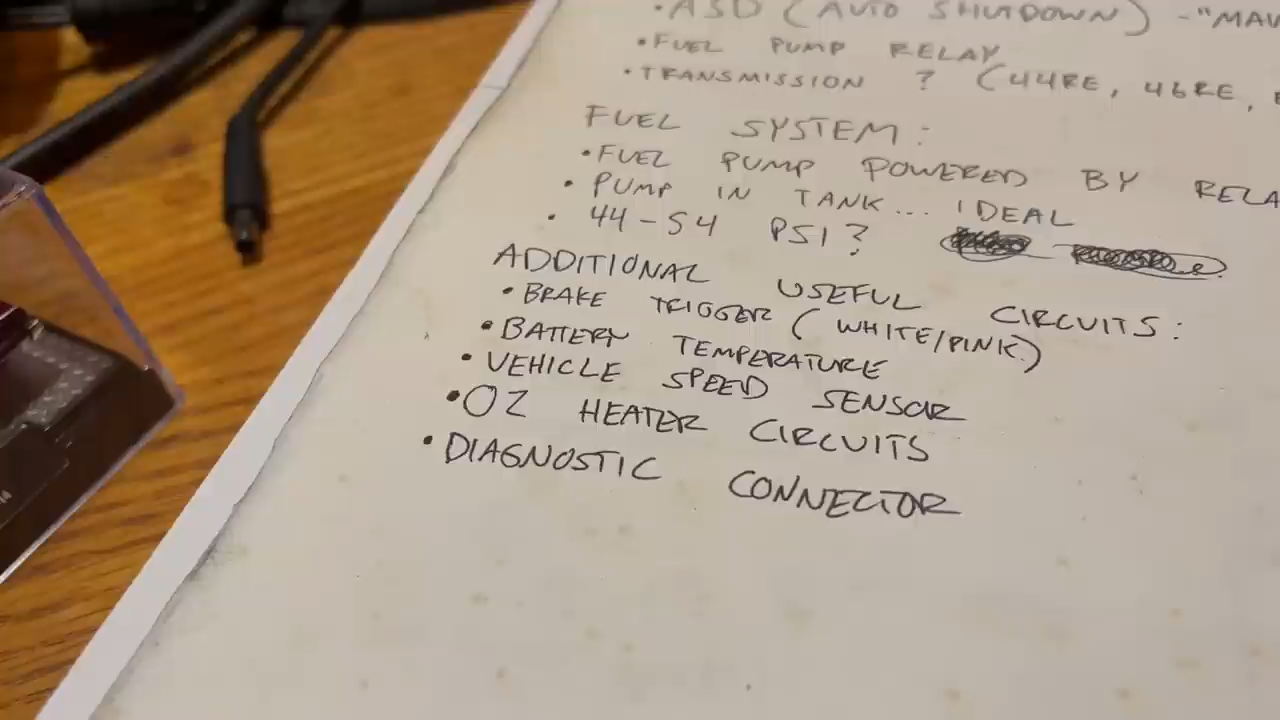 •ASD (AUTO SHUTDOWN) -"MAV
•FUEL PUMP RELAY
•TRANSMISSION ? (44RE, 46RE,
FUEL SYSTEM:
•FUEL PUMP POWERED BY RELA
•PUMP IN TANK... IDEAL
•44-54 PSI?
ADDITIONAL USEFUL CIRCUITS:
•BRAKE TRIGGER (WHITE/PINK)
•BATTERY TEMPERATURE
•VEHICLE SPEED SENSOR
•O2 HEATER CIRCUITS
•DIAGNOSTIC CONNECTOR